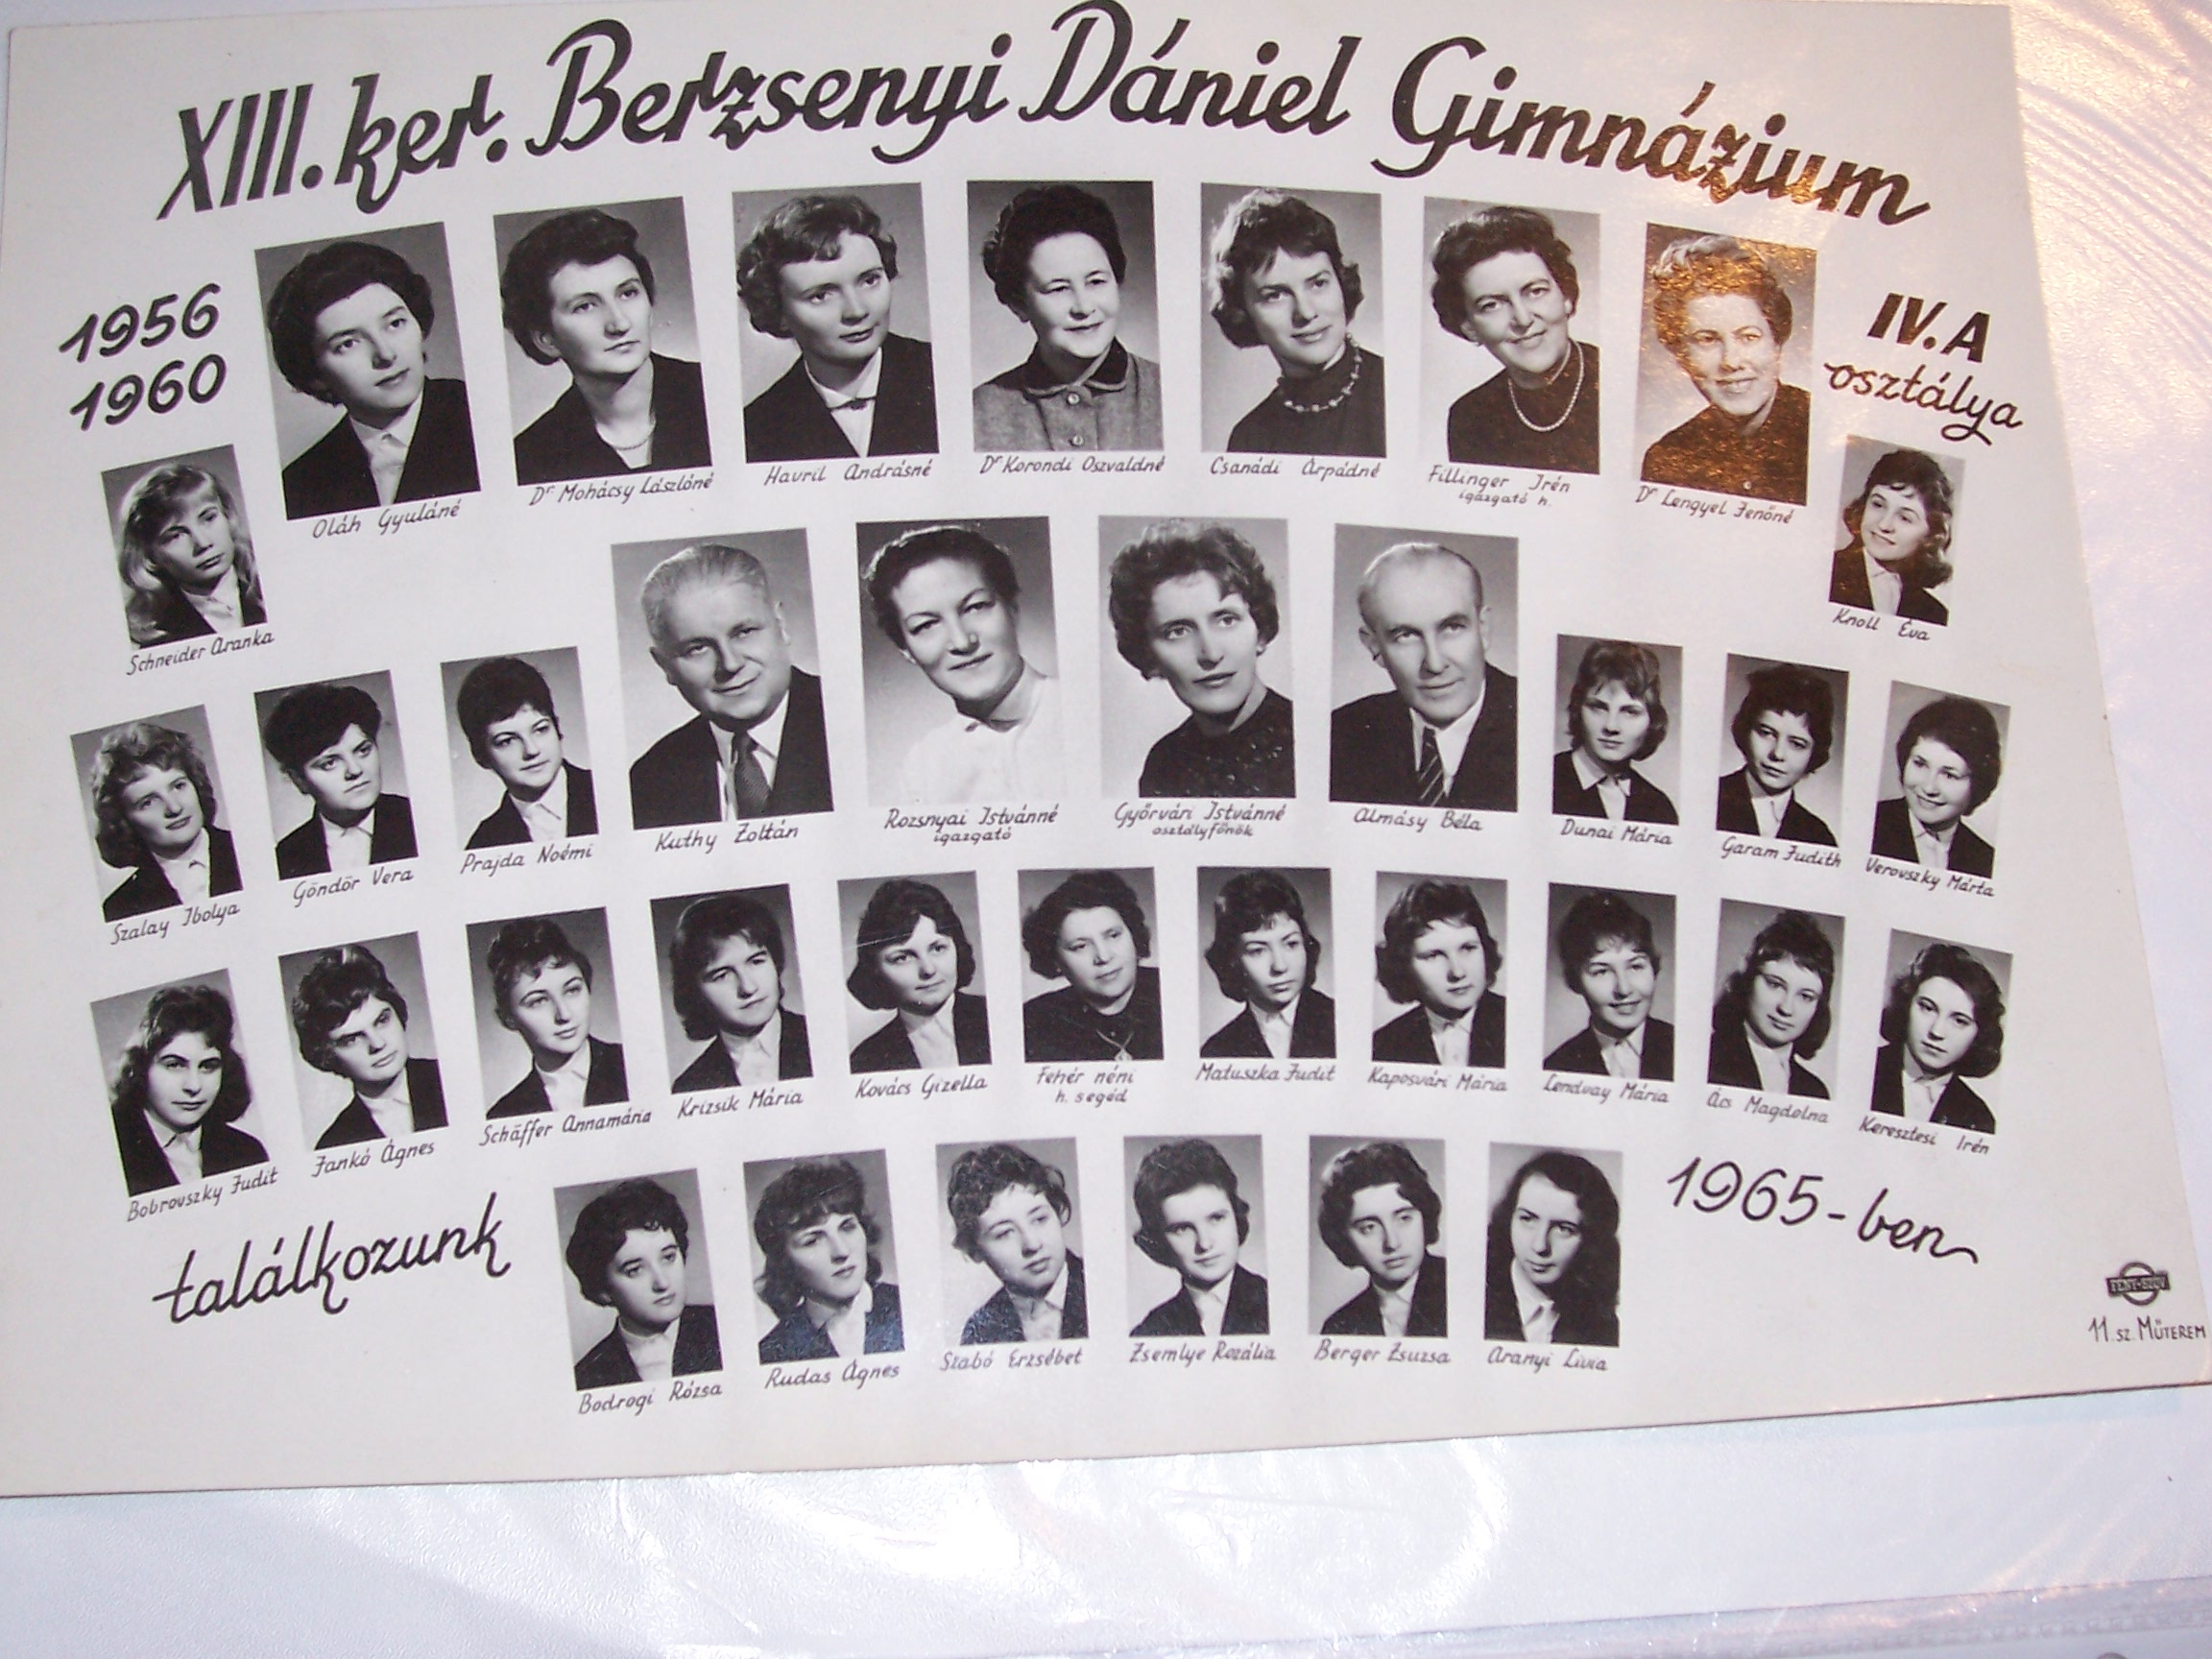 XIII. ker. Berzsenyi Dániel Gimnázium
1956
1960
IV. A
osztálya
Oláh Gyuláné
Dr Mohácsy Lászlóné
Havril Andrásné
Dr Korondi Oszvaldné
Csanádi Árpádné
Fillinger Irén
igazgató h.
Dr Lengyel Jenőné
Schneider Aranka
Knoll Éva
Szalay Ibolya
Göndör Vera
Prajda Noémi
Kuthy Zoltán
Rozsnyai Istvánné
igazgató
Győrvári Istvánné
osztályfőnök
Almásy Béla
Dunai Mária
Garam Judith
Verovszky Márta
Bobrovszky Judit
Jankó Ágnes
Schäffer Annamária
Krizsik Mária
Kovács Gizella
Fehér néni
h. segéd
Matuszka Judit
Kaposvári Mária
Lendvay Mária
Ács Magdolna
Keresztesi Irén
találkozunk
1965-ben
Bodrogi Rózsa
Rudas Ágnes
Szabó Erzsébet
Zsemlye Rozália
Berger Zsuzsa
Aranyi Livia
11. sz. MŰTEREM